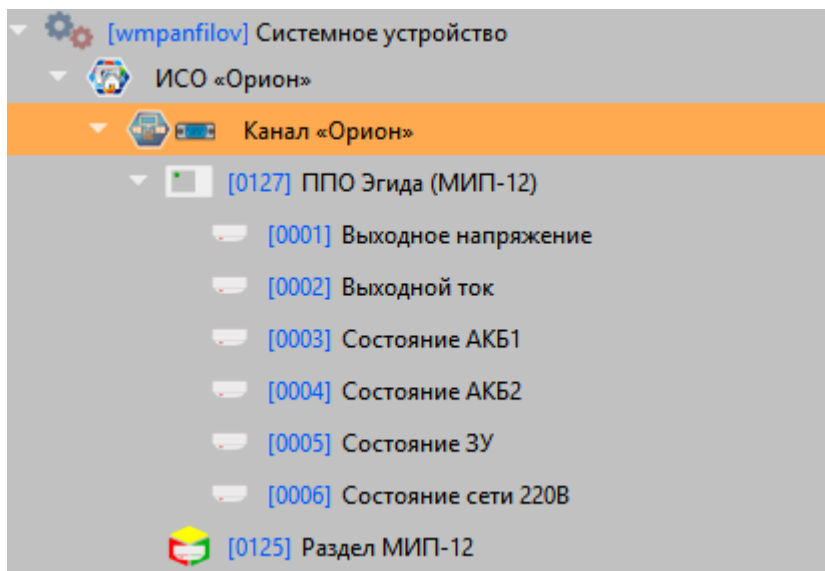 [wmpanfilov] Системное устройство
ИСО «Орион»
Канал «Орион»
[0127] ППО Эгида (МИП-12)
[0001] Выходное напряжение
[0002] Выходной ток
[0003] Состояние АКБ1
[0004] Состояние АКБ2
[0005] Состояние ЗУ
[0006] Состояние сети 220В
[0125] Раздел МИП-12